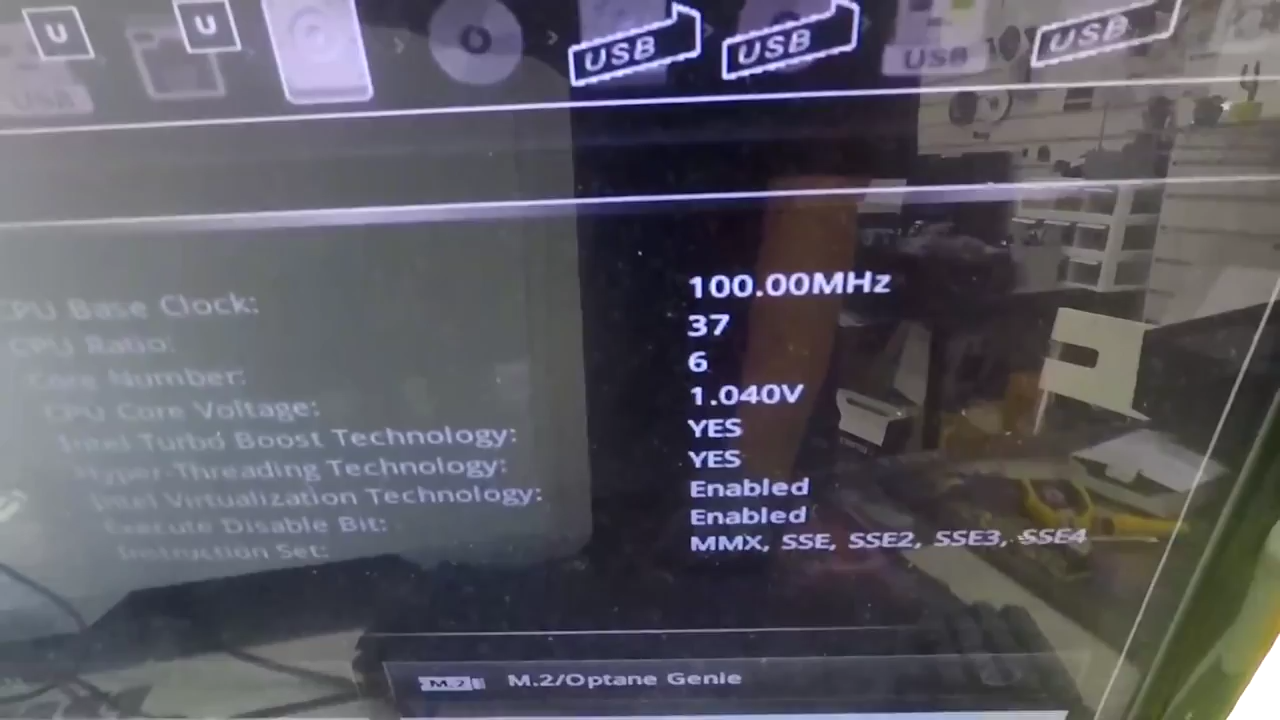 U U USB USB USB USB
USB
CPU Base Clock: 100.00MHz
CPU Ratio: 37
Core Number: 6
CPU Core Voltage: 1.040V
Intel Turbo Boost Technology: YES
Hyper-Threading Technology: YES
Intel Virtualization Technology: Enabled
Execute Disable Bit: Enabled
Instruction Set: MMX, SSE, SSE2, SSE3, SSE4
M.2 M.2/Optane Genie